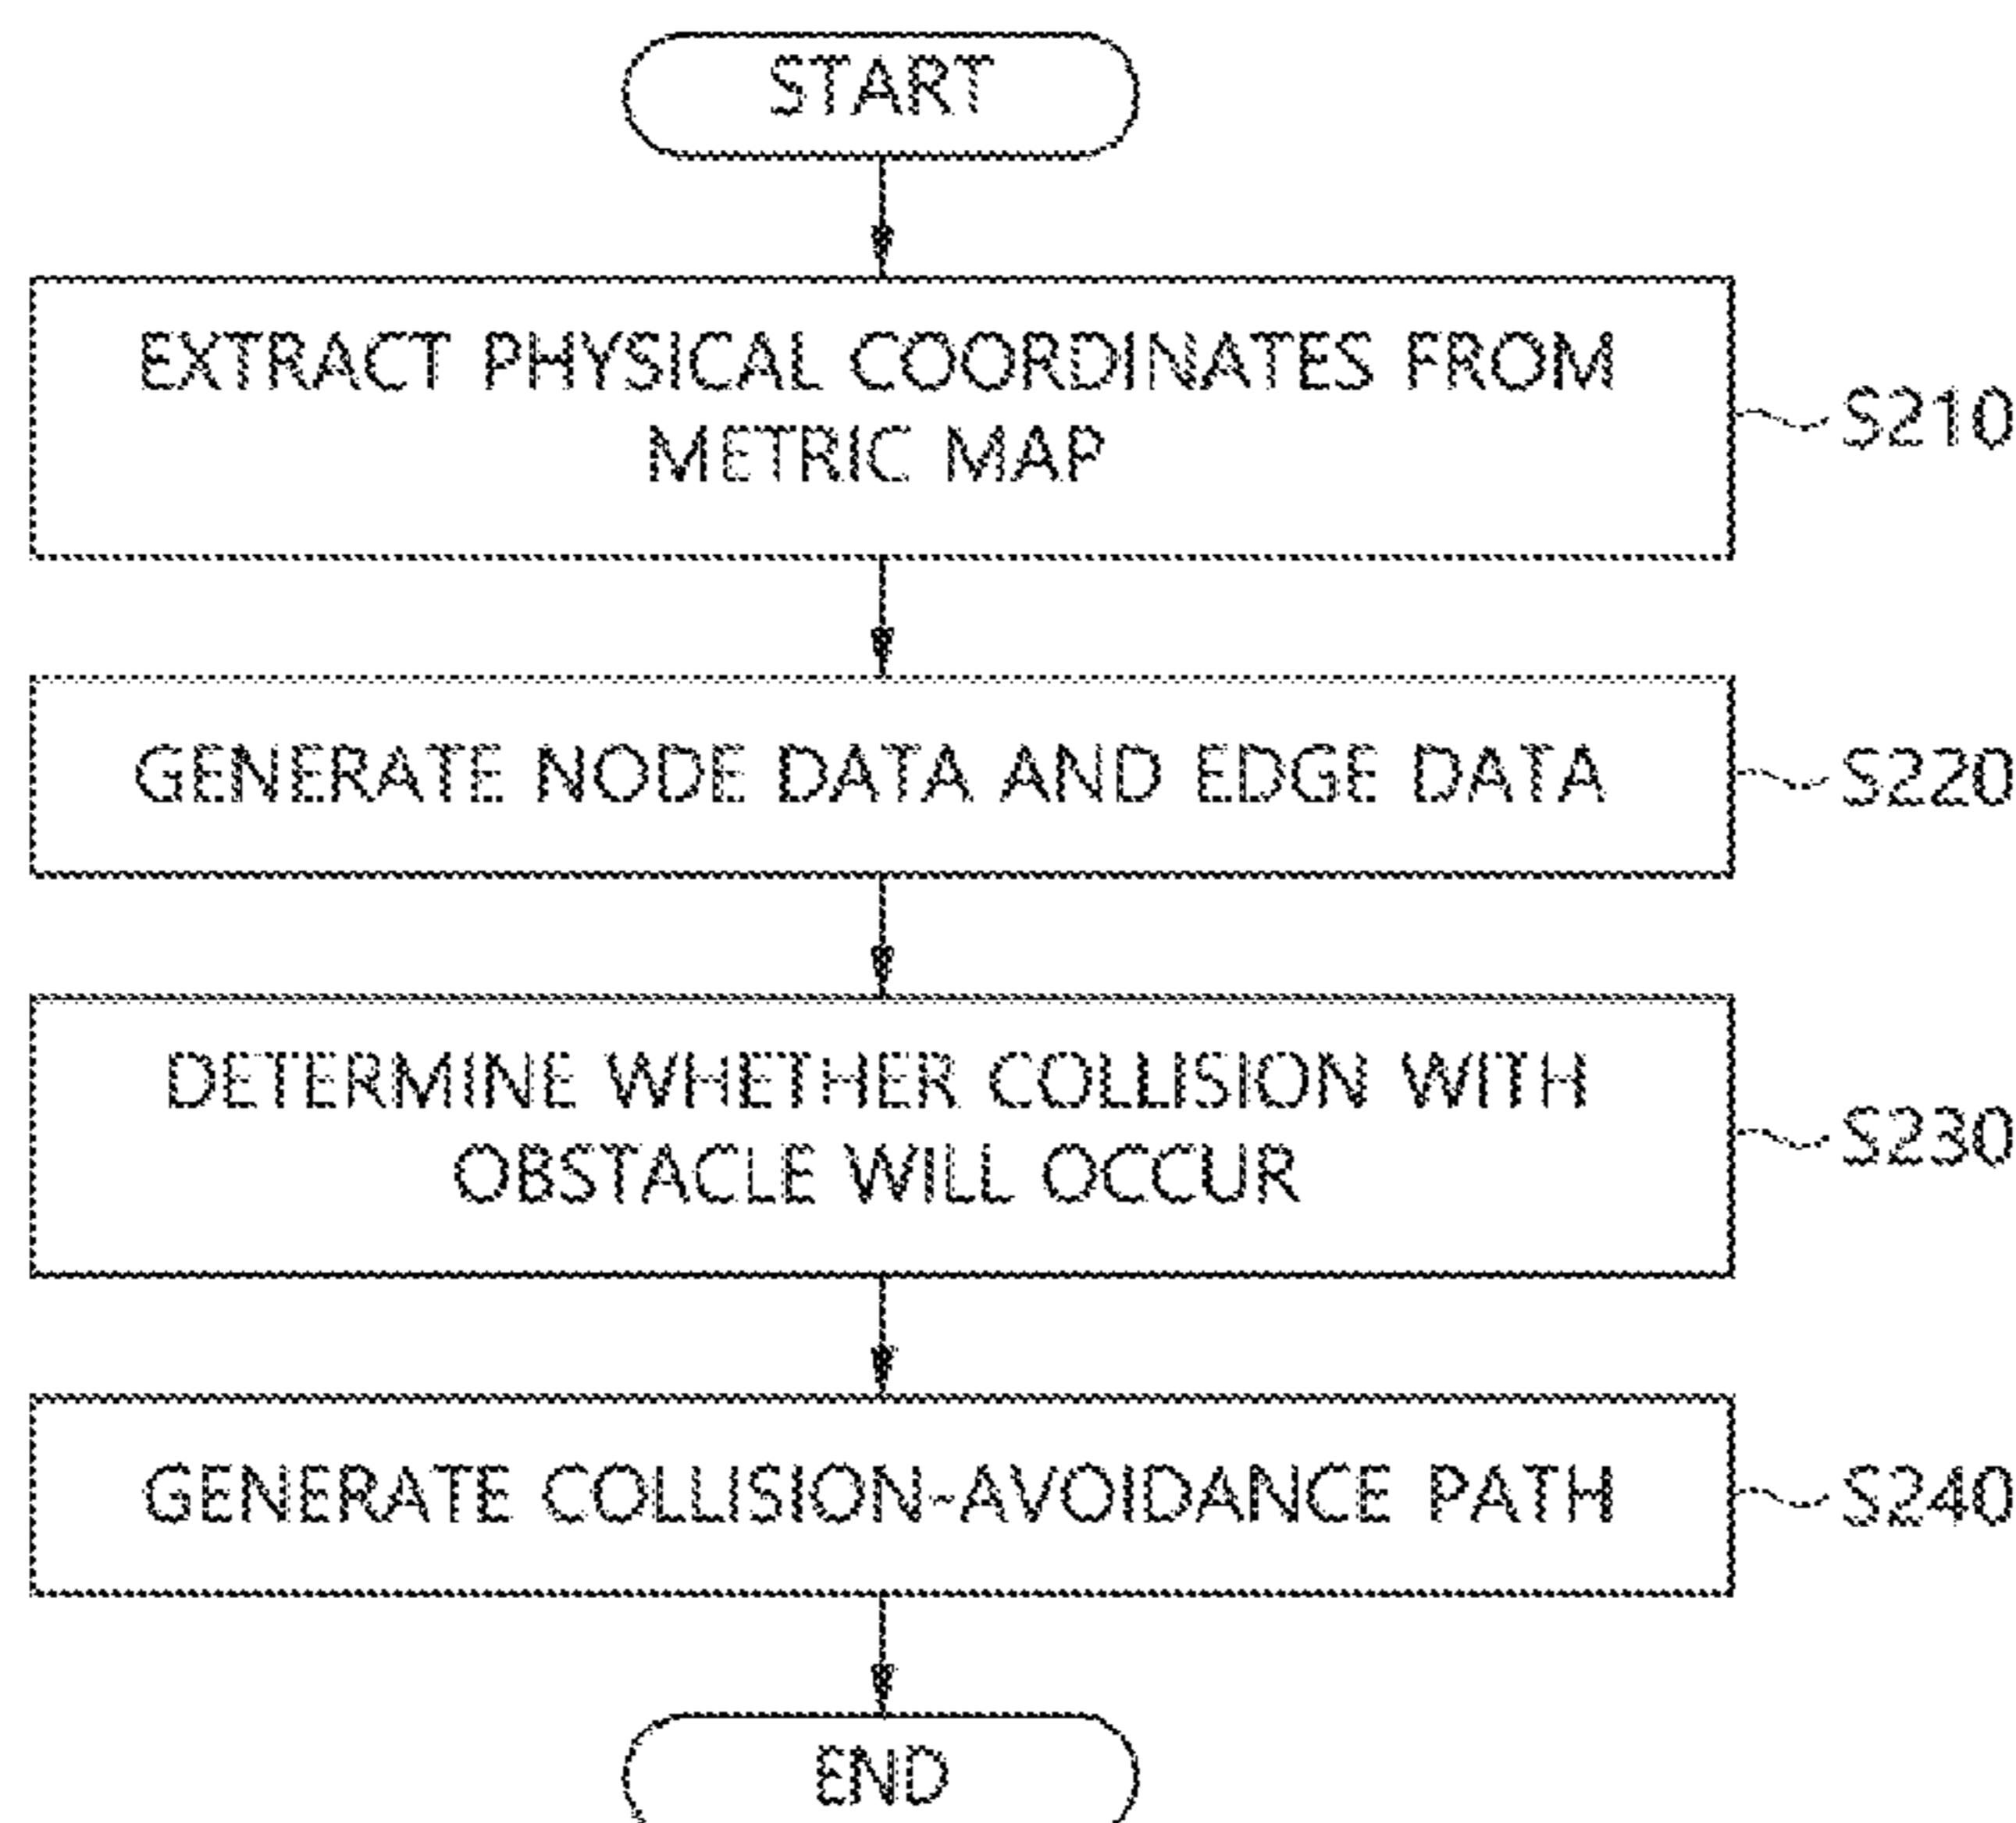 START
EXTRACT PHYSICAL COORDINATES FROM
METRIC MAP
S210
GENERATE NODE DATA AND EDGE DATA
S220
DETERMINE WHETHER COLLISION WITH
OBSTACLE WILL OCCUR
S230
GENERATE COLLISION-AVOIDANCE PATH
S240
END